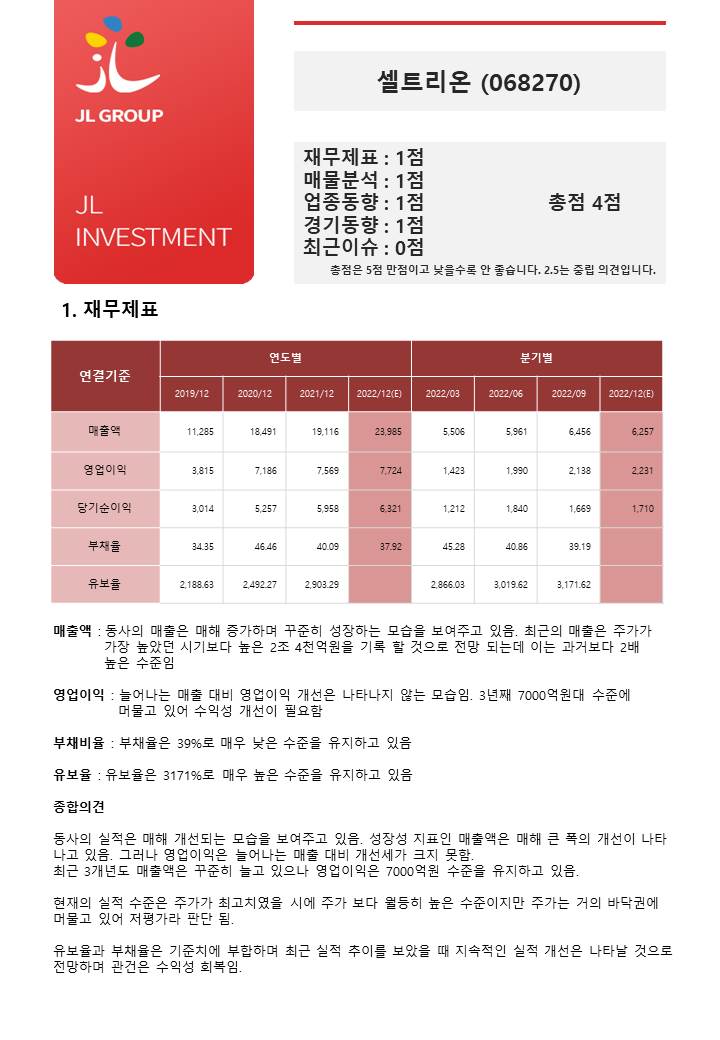 JL GROUP
JL
INVESTMENT
셀트리온 (068270)
재무제표 : 1점
매물분석 : 1점
업종동향 : 1점
총점 4점
경기동향 : 1점
최근이슈 : 0점
총점은 5점 만점이고 낮을수록 안 좋습니다. 2.5는 중립 의견입니다.
1. 재무제표
연결기준 연도별 분기별
2019/12 2020/12 2021/12 2022/12(E) 2022/03 2022/06 2022/09 2022/12(E)
매출액 11,285 18,491 19,116 23,985 5,506 5,961 6,456 6,257
영업이익 3,815 7,186 7,569 7,724 1,423 1,990 2,138 2,231
당기순이익 3,014 5,257 5,958 6,321 1,212 1,840 1,669 1,710
부채율 34.35 46.46 40.09 37.92 45.28 40.86 39.19
유보율 2,188.63 2,492.27 2,903.29 2,866.03 3,019.62 3,171.62
매출액 : 동사의 매출은 매해 증가하며 꾸준히 성장하는 모습을 보여주고 있음. 최근의 매출은 주가가
가장 높았던 시기보다 높은 2조 4천억원을 기록 할 것으로 전망 되는데 이는 과거보다 2배
높은 수준임
영업이익 : 늘어나는 매출 대비 영업이익 개선은 나타나지 않는 모습임. 3년째 7000억원대 수준에
머물고 있어 수익성 개선이 필요함
부채비율 : 부채율은 39%로 매우 낮은 수준을 유지하고 있음
유보율 : 유보율은 3171%로 매우 높은 수준을 유지하고 있음
종합의견
동사의 실적은 매해 개선되는 모습을 보여주고 있음. 성장성 지표인 매출액은 매해 큰 폭의 개선이 나타
나고 있음. 그러나 영업이익은 늘어나는 매출 대비 개선세가 크지 못함.
최근 3개년도 매출액은 꾸준히 늘고 있으나 영업이익은 7000억원 수준을 유지하고 있음.
현재의 실적 수준은 주가가 최고치였을 시에 주가 보다 월등히 높은 수준이지만 주가는 거의 바닥권에
머물고 있어 저평가라 판단 됨.
유보율과 부채율은 기준치에 부합하며 최근 실적 추이를 보았을 때 지속적인 실적 개선은 나타날 것으로
전망하며 관건은 수익성 회복임.